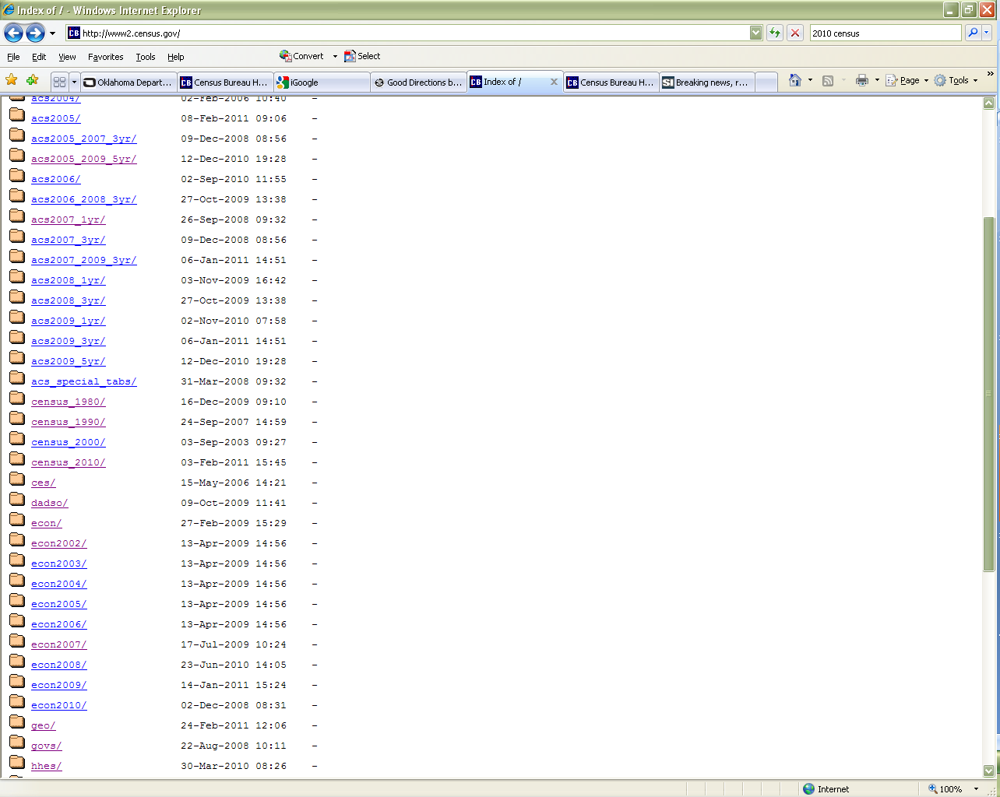 Index of / - Windows Internet Explorer
http://www2.census.gov/
2010 census
File Edit View Favorites Tools Help Convert Select
Oklahoma Depart... Census Bureau H... iGoogle Good Directions b... Index of / Census Bureau H... Breaking news, r... Page Tools
acs2004/ 02-Feb-2006 10:40 -
acs2005/ 08-Feb-2011 09:06 -
acs2005_2007_3yr/ 09-Dec-2008 08:56 -
acs2005_2009_5yr/ 12-Dec-2010 19:28 -
acs2006/ 02-Sep-2010 11:55 -
acs2006_2008_3yr/ 27-Oct-2009 13:38 -
acs2007_1yr/ 26-Sep-2008 09:32 -
acs2007_3yr/ 09-Dec-2008 08:56 -
acs2007_2009_3yr/ 06-Jan-2011 14:51 -
acs2008_1yr/ 03-Nov-2009 16:42 -
acs2008_3yr/ 27-Oct-2009 13:38 -
acs2009_1yr/ 02-Nov-2010 07:58 -
acs2009_3yr/ 06-Jan-2011 14:51 -
acs2009_5yr/ 12-Dec-2010 19:28 -
acs_special_tabs/ 31-Mar-2008 09:32 -
census_1980/ 16-Dec-2009 09:10 -
census_1990/ 24-Sep-2007 14:59 -
census_2000/ 03-Sep-2003 09:27 -
census_2010/ 03-Feb-2011 15:45 -
ces/ 15-May-2006 14:21 -
dadso/ 09-Oct-2009 11:41 -
econ/ 27-Feb-2009 15:29 -
econ2002/ 13-Apr-2009 14:56 -
econ2003/ 13-Apr-2009 14:56 -
econ2004/ 13-Apr-2009 14:56 -
econ2005/ 13-Apr-2009 14:56 -
econ2006/ 13-Apr-2009 14:56 -
econ2007/ 17-Jul-2009 10:24 -
econ2008/ 23-Jun-2010 14:05 -
econ2009/ 14-Jan-2011 15:24 -
econ2010/ 02-Dec-2008 08:31 -
geo/ 24-Feb-2011 12:06 -
govs/ 22-Aug-2008 10:11 -
hhes/ 30-Mar-2010 08:26 -
Internet 100%